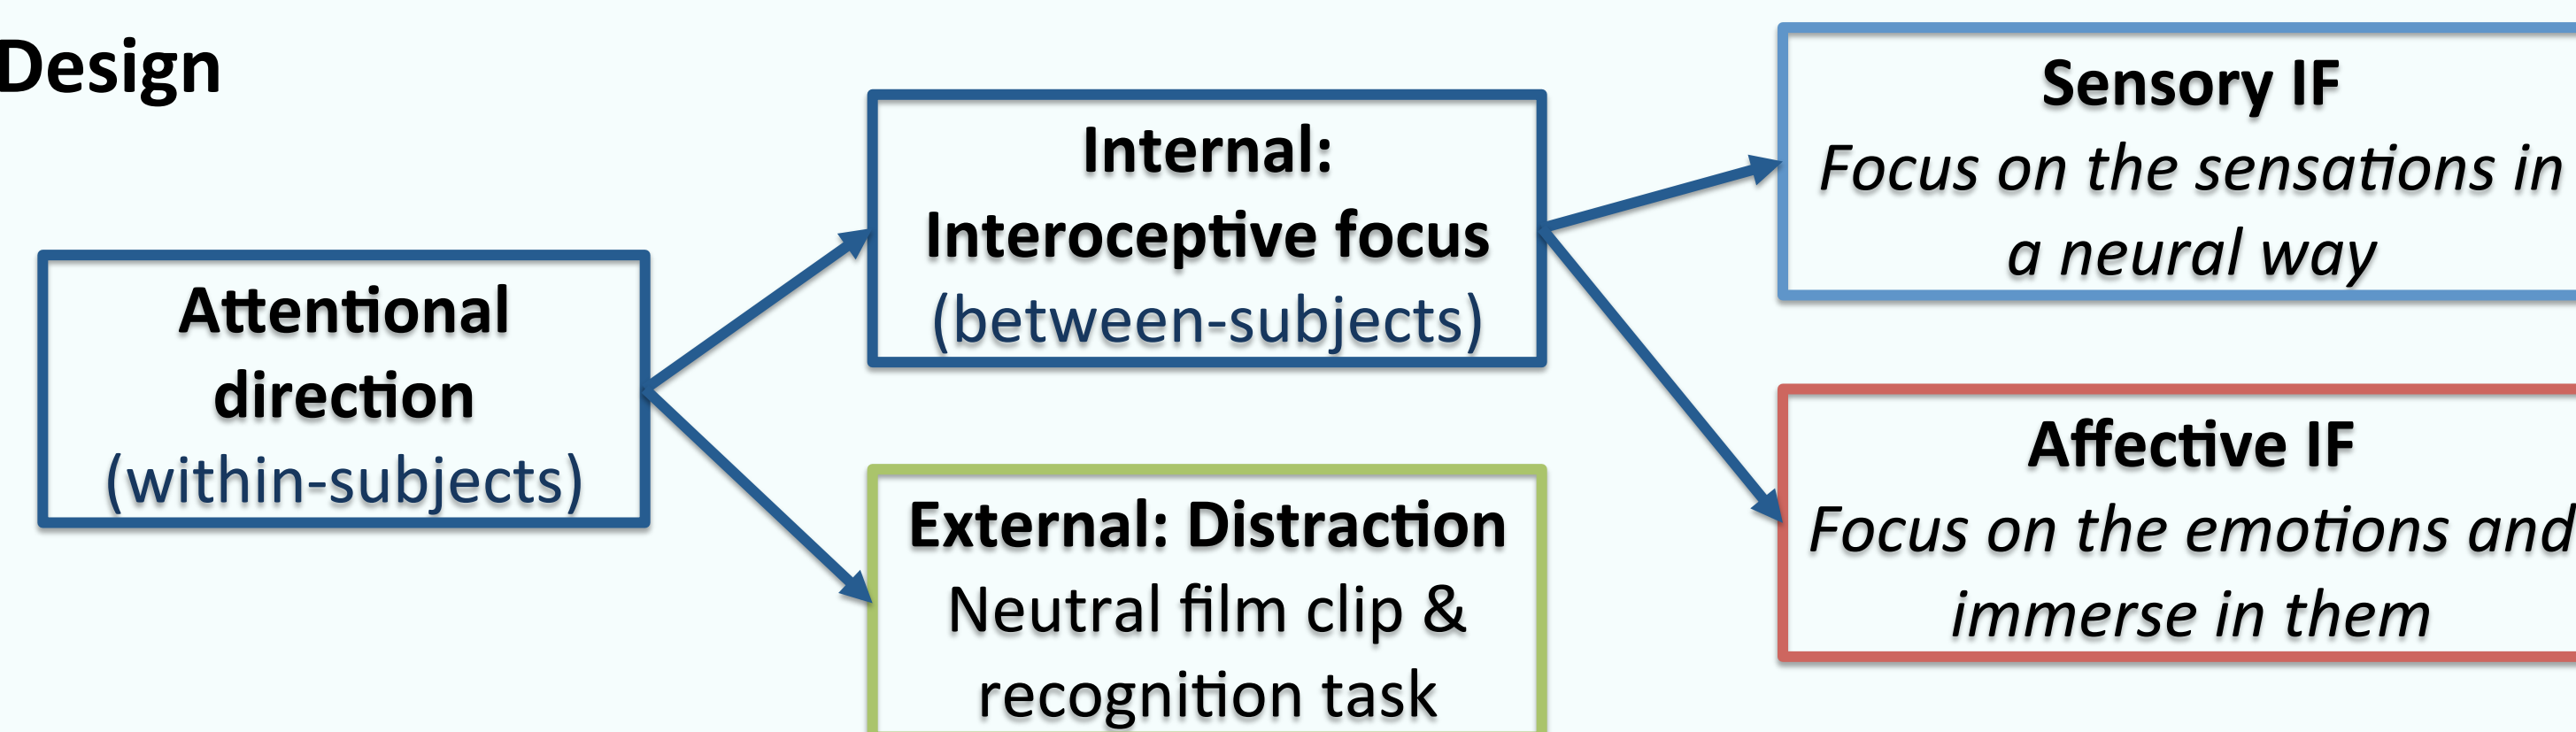 Design
Attentional
direction
(within-subjects)
Internal:
Interoceptive focus
(between-subjects)
External: Distraction
Neutral film clip &
recognition task
Sensory IF
Focus on the sensations in
a neural way
Affective IF
Focus on the emotions and
immerse in them